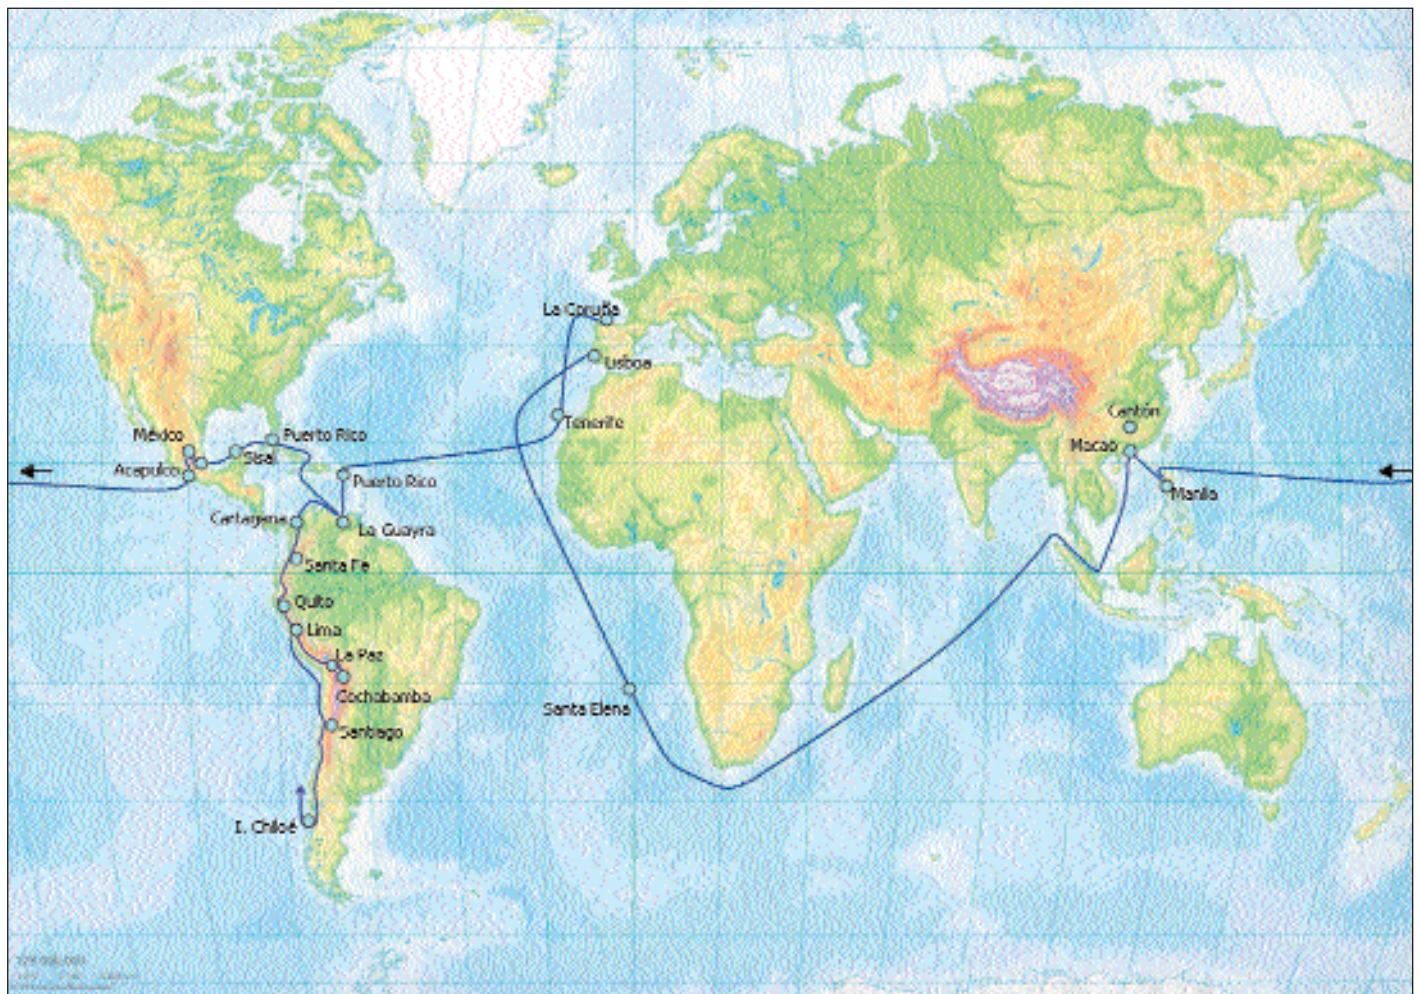 La Coruña
Lisboa
Tenerife
Cantón
Macao
Manila
México
Puerto Rico
Sisal
Acapulco
Puerto Rico
Cartagena
La Guayra
Santa Fe
Quito
Lima
La Paz
Cochabamba
Santa Elena
Santiago
I. Chiloé